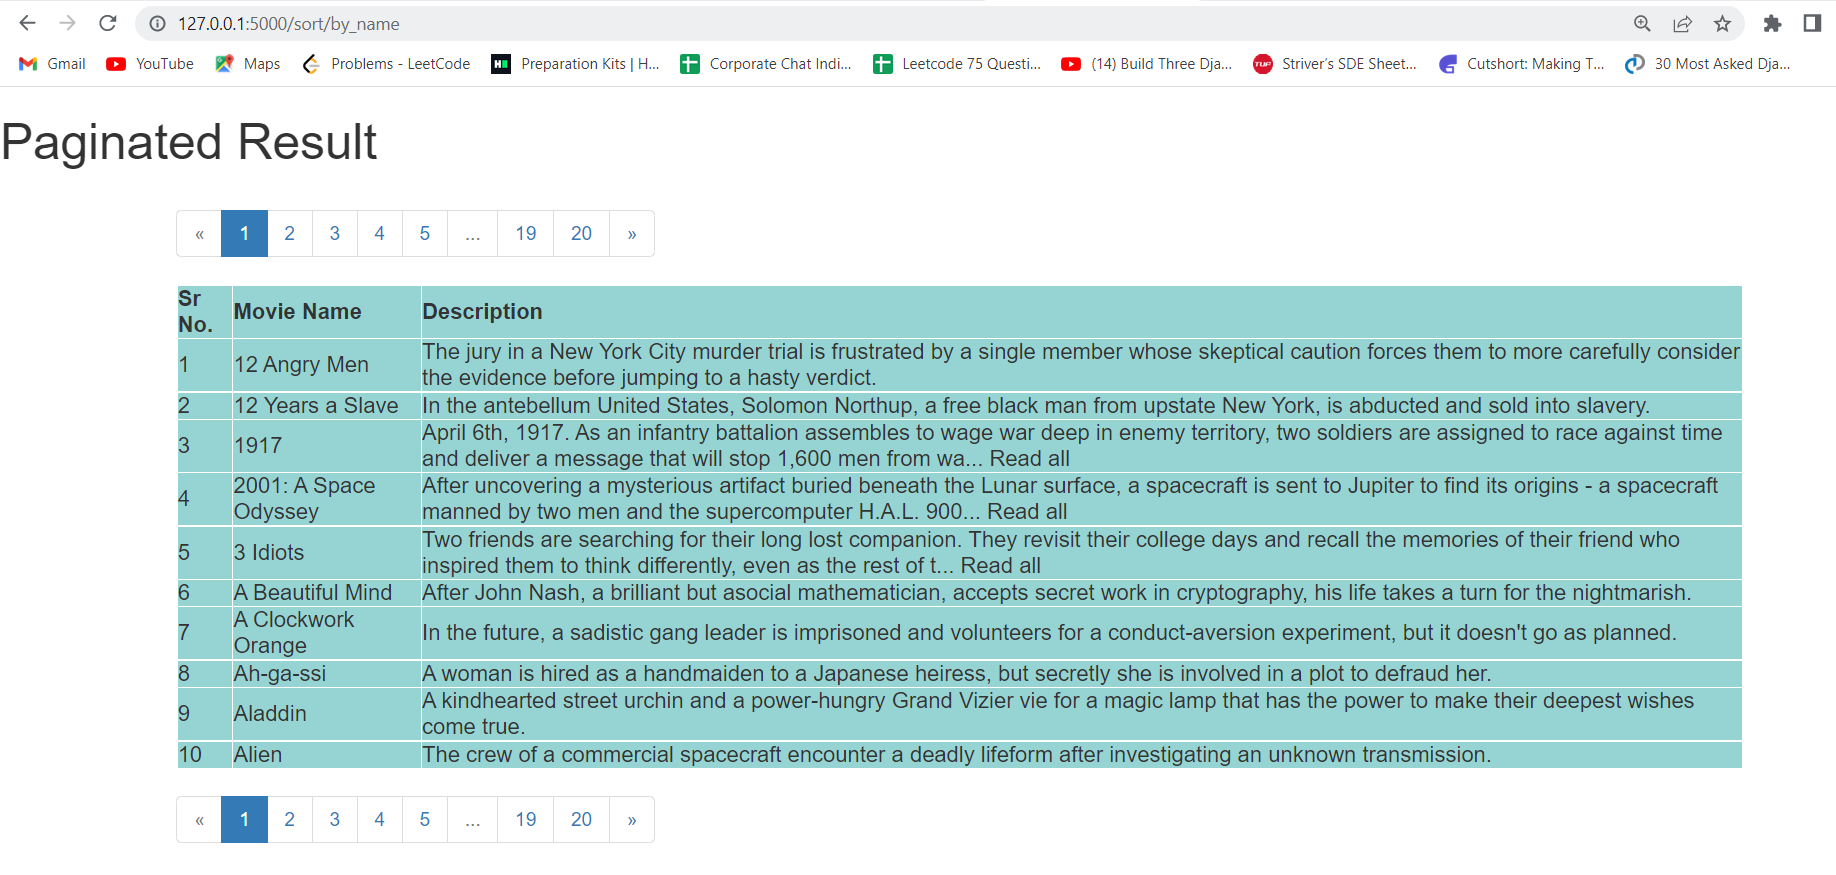 127.0.0.1:5000/sort/by_name
Gmail YouTube Maps Problems - LeetCode Preparation Kits | H... Corporate Chat Indi... Leetcode 75 Questi... (14) Build Three Dja... TUF Striver's SDE Sheet... Cutshort: Making T... 30 Most Asked Dja...
Paginated Result
« 1 2 3 4 5 ... 19 20 »
Sr
No. Movie Name Description
1 12 Angry Men The jury in a New York City murder trial is frustrated by a single member whose skeptical caution forces them to more carefully consider
the evidence before jumping to a hasty verdict.
2 12 Years a Slave In the antebellum United States, Solomon Northup, a free black man from upstate New York, is abducted and sold into slavery.
3 1917 April 6th, 1917. As an infantry battalion assembles to wage war deep in enemy territory, two soldiers are assigned to race against time
and deliver a message that will stop 1,600 men from wa... Read all
4 2001: A Space
Odyssey After uncovering a mysterious artifact buried beneath the Lunar surface, a spacecraft is sent to Jupiter to find its origins - a spacecraft
manned by two men and the supercomputer H.A.L. 900... Read all
5 3 Idiots Two friends are searching for their long lost companion. They revisit their college days and recall the memories of their friend who
inspired them to think differently, even as the rest of t... Read all
6 A Beautiful Mind After John Nash, a brilliant but asocial mathematician, accepts secret work in cryptography, his life takes a turn for the nightmarish.
7 A Clockwork
Orange In the future, a sadistic gang leader is imprisoned and volunteers for a conduct-aversion experiment, but it doesn't go as planned.
8 Ah-ga-ssi A woman is hired as a handmaiden to a Japanese heiress, but secretly she is involved in a plot to defraud her.
9 Aladdin A kindhearted street urchin and a power-hungry Grand Vizier vie for a magic lamp that has the power to make their deepest wishes
come true.
10 Alien The crew of a commercial spacecraft encounter a deadly lifeform after investigating an unknown transmission.
« 1 2 3 4 5 ... 19 20 »